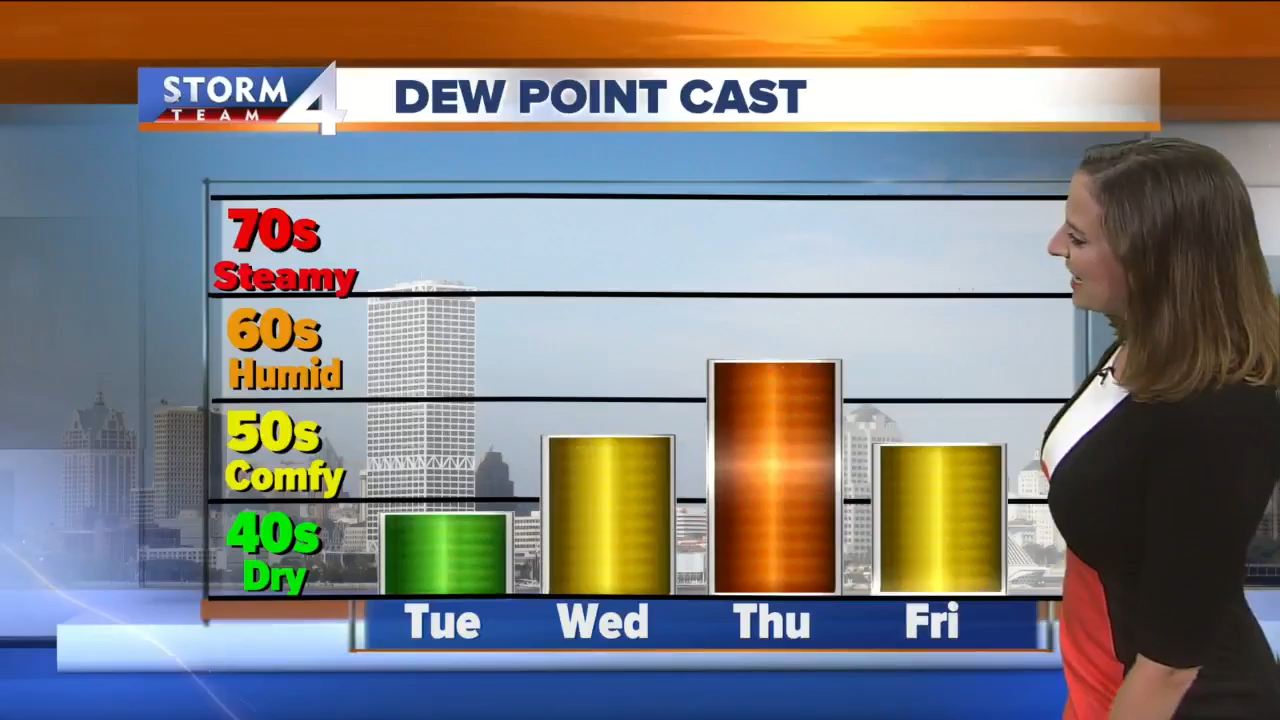 STORM
TEAM
4
DEW POINT CAST
70s
Steamy
60s
Humid
50s
Comfy
40s
Dry
Tue Wed Thu Fri